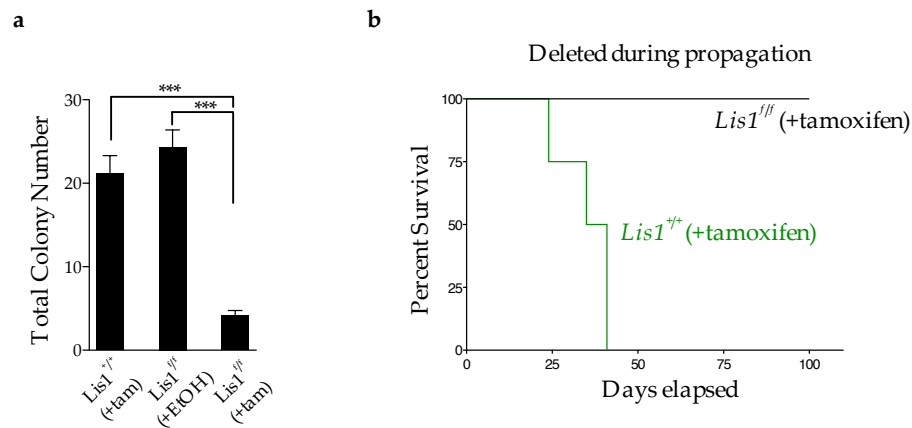 a
b
Deleted during propagation
***
***
30
20
10
0
Total Colony Number
Lis1+/+
(+tam)
Lis1f/f
(+EtOH)
Lis1f/f
(+tam)
100
75
50
25
0
Percent Survival
Lis1f/f (+tamoxifen)
Lis1+/+ (+tamoxifen)
0 25 50 75 100
Days elapsed